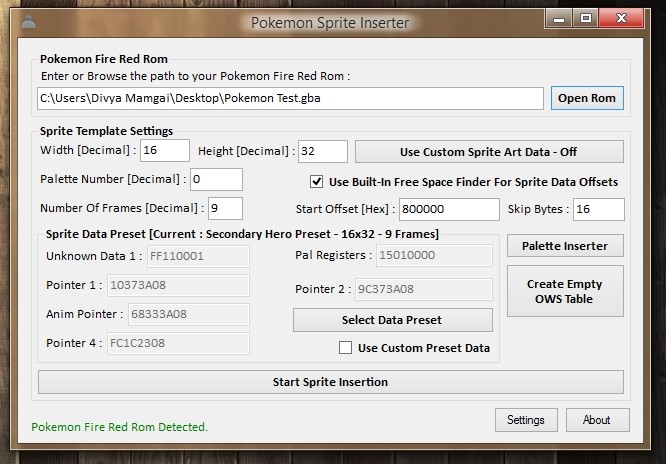 Pokemon Sprite Inserter
Pokemon Fire Red Rom
Enter or Browse the path to your Pokemon Fire Red Rom :
C:\Users\Divya Mamgai\Desktop\Pokemon Test.gba Open Rom
Sprite Template Settings
Width [Decimal] : 16 Height [Decimal] : 32 Use Custom Sprite Art Data - Off
Palette Number [Decimal] : 0 Use Built-In Free Space Finder For Sprite Data Offsets
Number Of Frames [Decimal] : 9 Start Offset [Hex] : 800000 Skip Bytes : 16
Sprite Data Preset [Current : Secondary Hero Preset - 16x32 - 9 Frames] Palette Inserter
Unknown Data 1 : FF110001 Pal Registers : 15010000
Pointer 1 : 10373A08 Pointer 2 : 9C373A08 Create Empty
OWS Table
Anim Pointer : 68333A08 Select Data Preset
Pointer 4 : FC1C2308 Use Custom Preset Data
Start Sprite Insertion
Pokemon Fire Red Rom Detected. Settings About